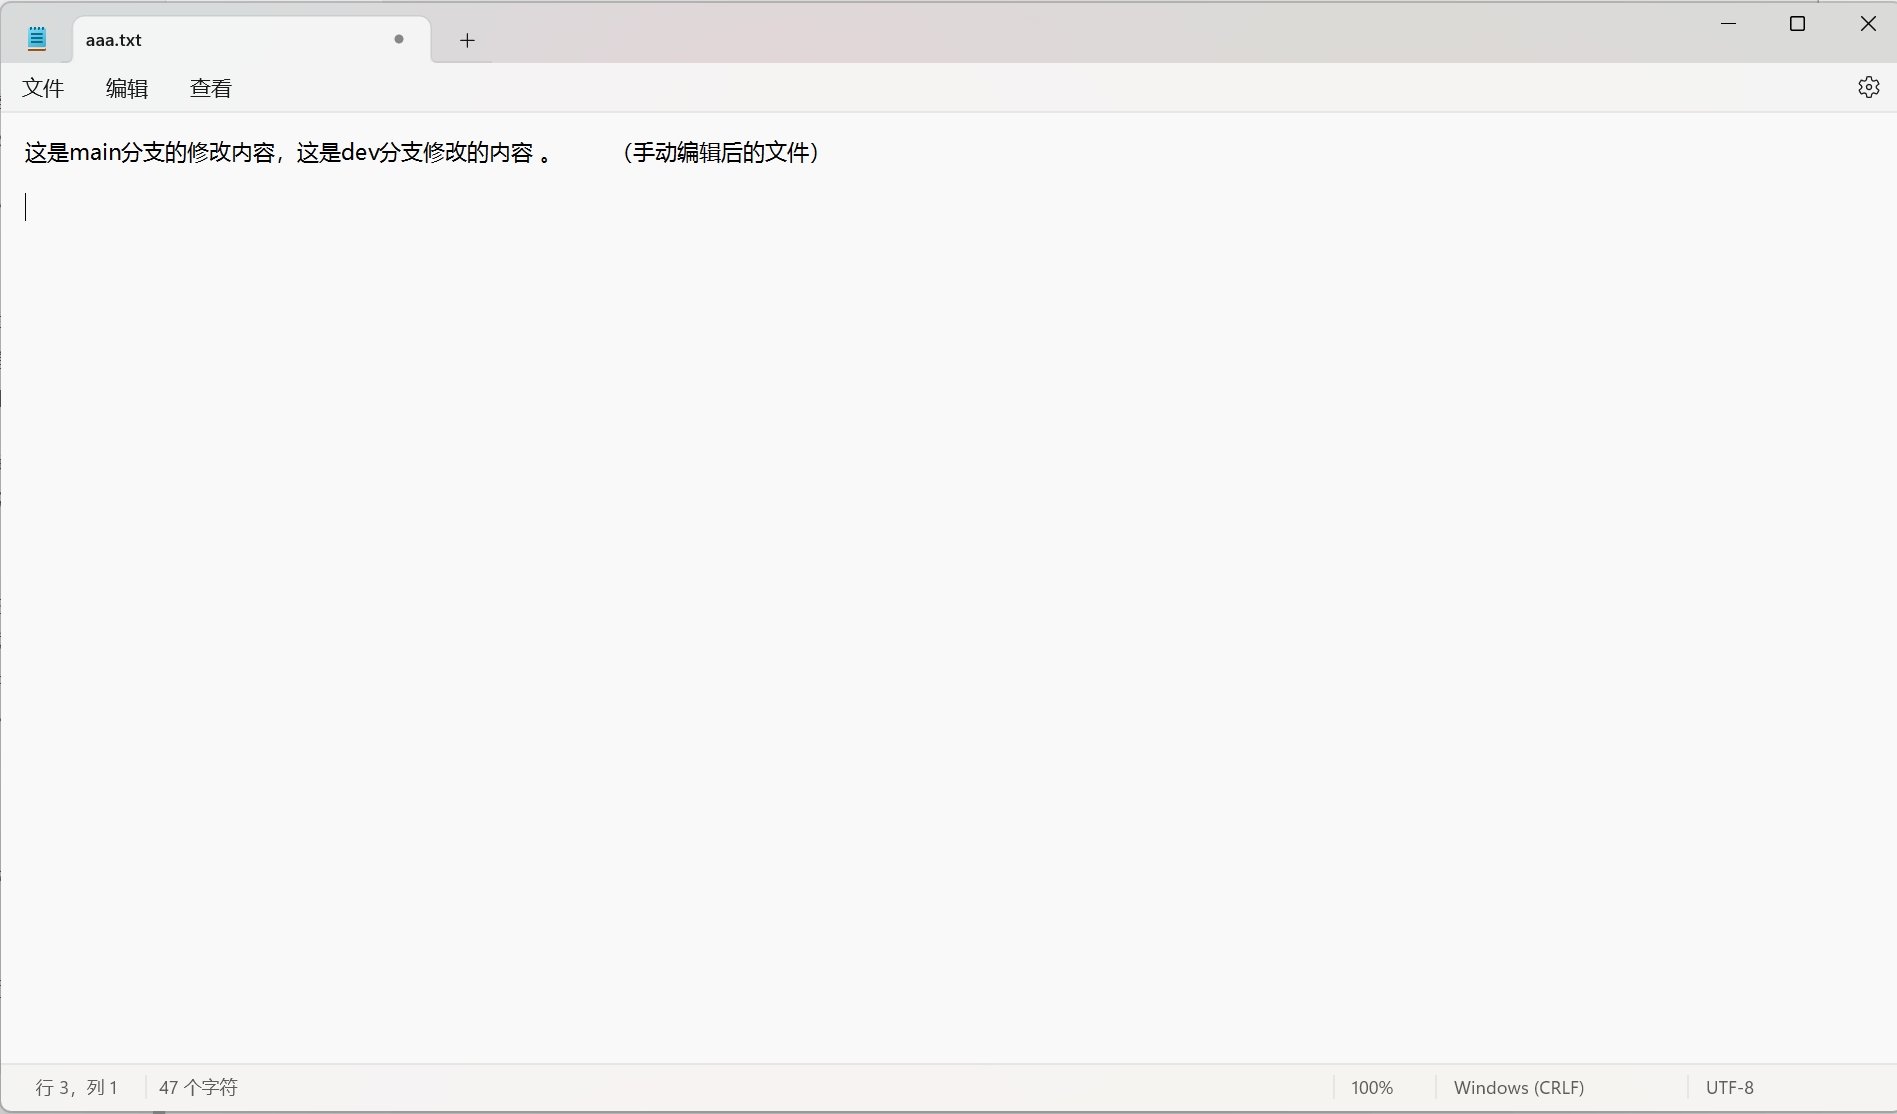 aaa.txt
文件 编辑 查看
这是main分支的修改内容，这是dev分支修改的内容 。 （手动编辑后的文件）
行 3，列 1 47 个字符 100% Windows (CRLF) UTF-8